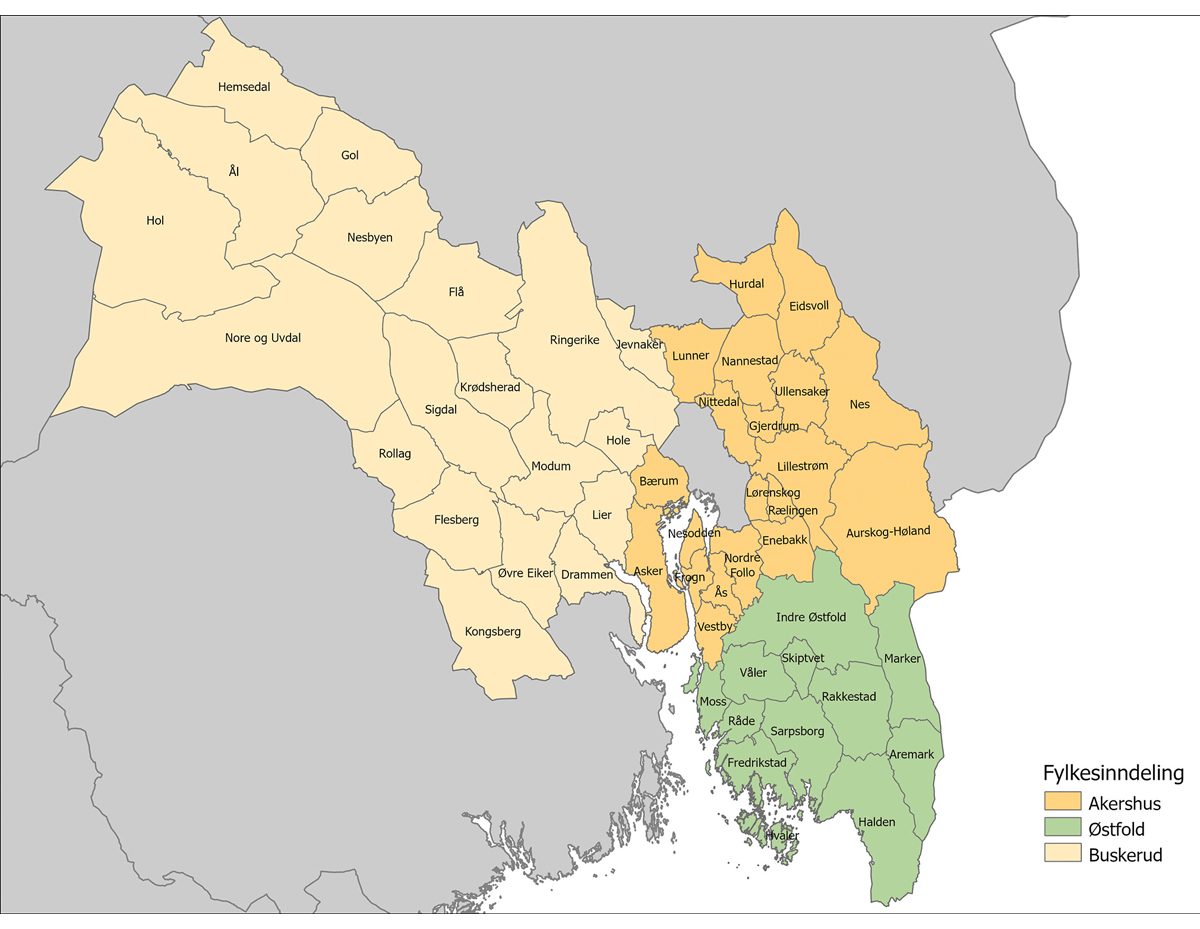 Hemsedal
Gol
Ål
Hol
Nesbyen
Flå
Hurdal
Eidsvoll
Nore og Uvdal
Ringerike
Jevnaker
Lunner
Nannestad
Krødsherad
Ullensaker
Nittedal
Nes
Sigdal
Gjerdrum
Hole
Rollag
Modum
Lillestrøm
Bærum
Lørenskog
Rælingen
Lier
Flesberg
Nesodden
Aurskog-Høland
Enebakk
Nordre
Follo
Øvre Eiker
Drammen
Asker
Frogn
Ås
Indre Østfold
Vestby
Kongsberg
Skiptvet
Marker
Våler
Rakkestad
Moss
Råde
Sarpsborg
Aremark
Fredrikstad
Halden
Hvaler
Fylkesinndeling
Akershus
Østfold
Buskerud